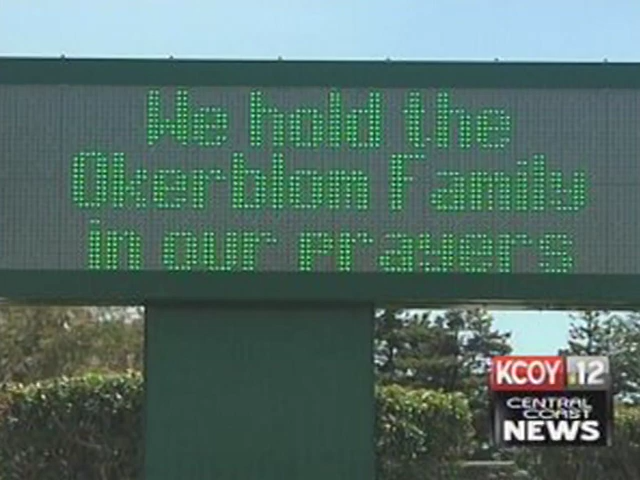 We hold the
Okerblom Family
in our prayers
KCOY 12
CENTRAL
COAST
NEWS